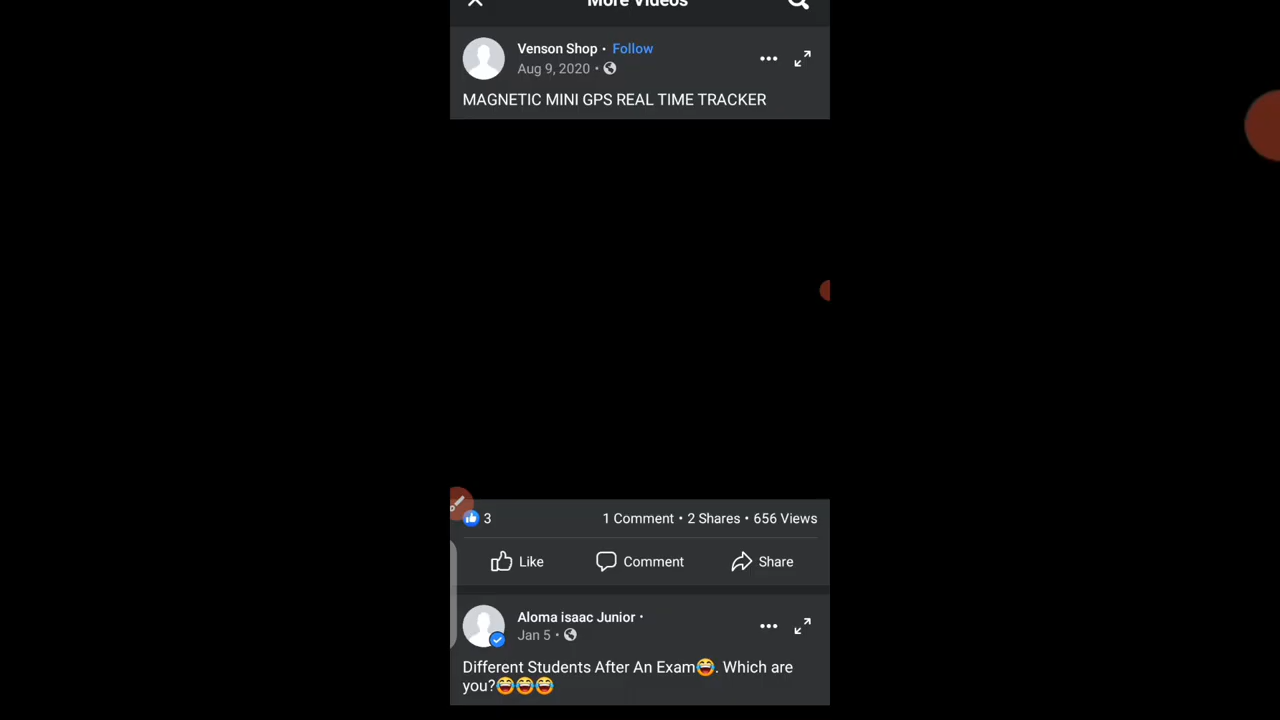 More Videos
Venson Shop · Follow
Aug 9, 2020 ·
MAGNETIC MINI GPS REAL TIME TRACKER
3
1 Comment · 2 Shares · 656 Views
Like Comment Share
Aloma isaac Junior ·
Jan 5 ·
Different Students After An Exam😂. Which are
you?😂😂😂